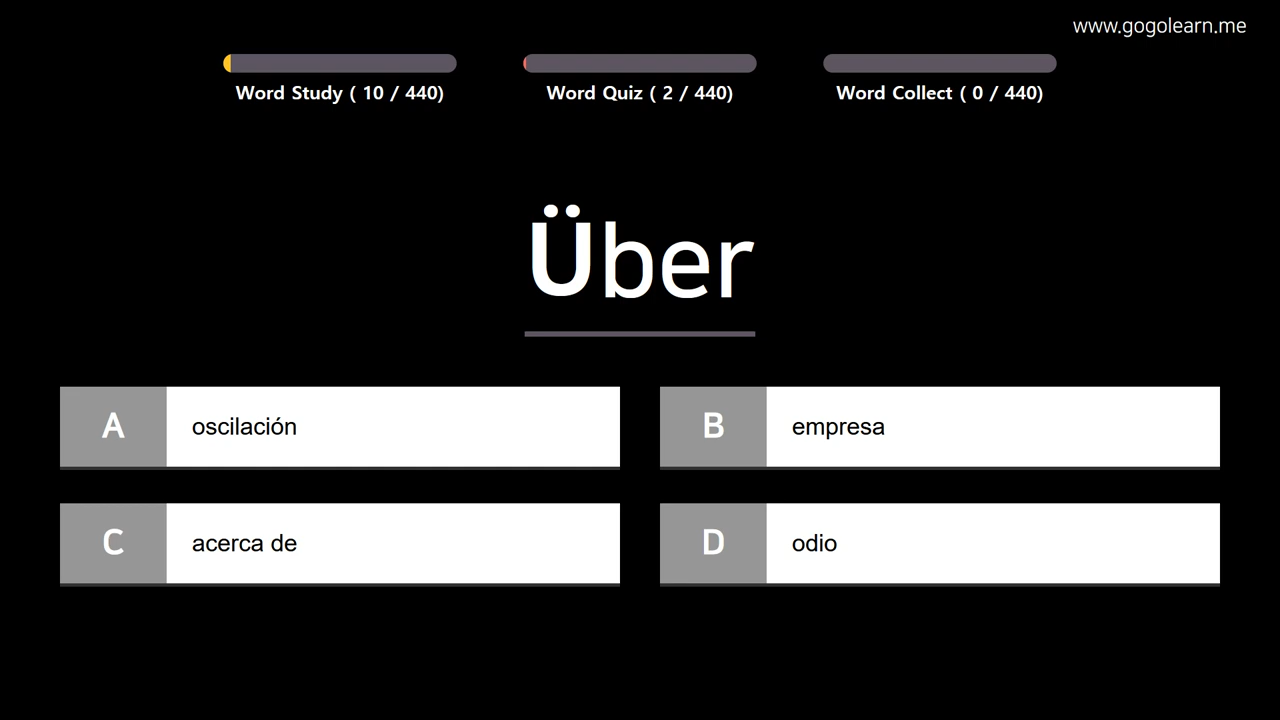 www.gogolearn.me
Word Study ( 10 / 440)
Word Quiz ( 2 / 440)
Word Collect ( 0 / 440)
Über
A oscilación
B empresa
C acerca de
D odio